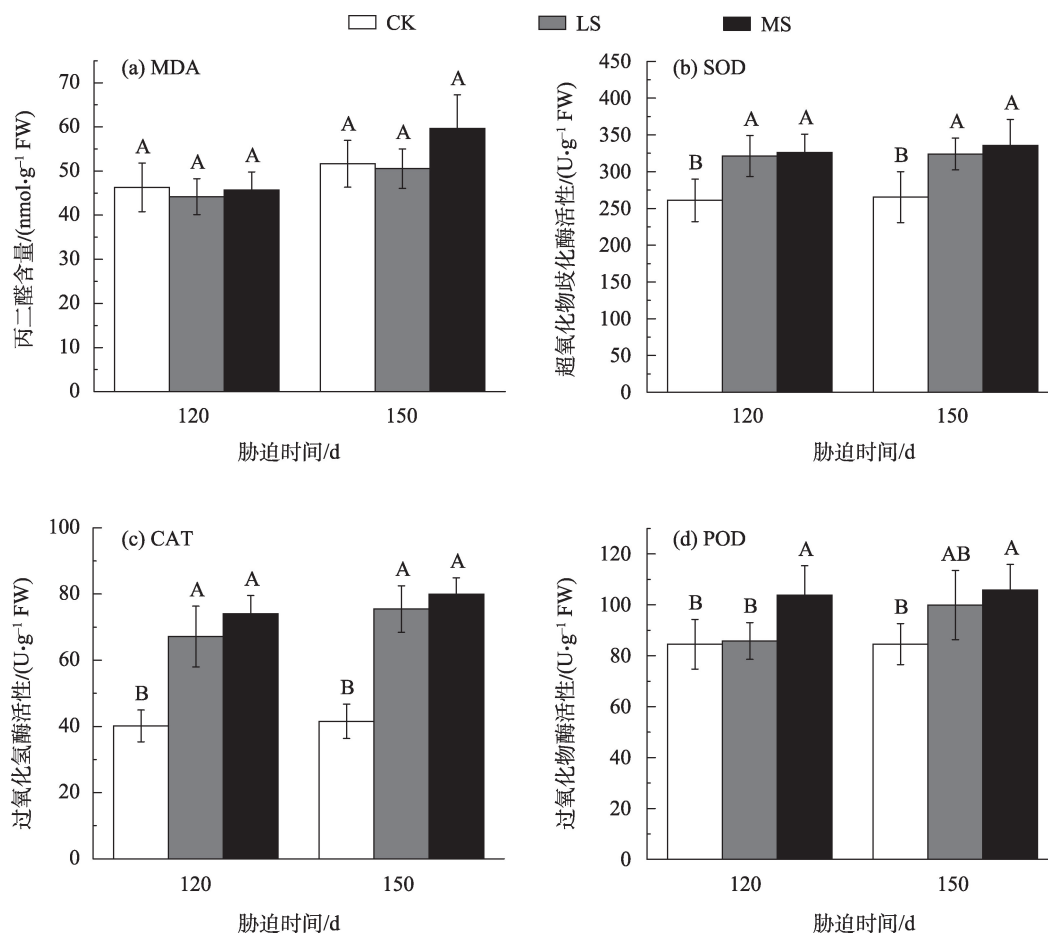 CK LS MS
(a) MDA
丙二醛含量/(nmol·g⁻¹ FW)
70
60
50
40
30
20
10
0
A A A A A A
120 150
胁迫时间/d
(b) SOD
超氧化物歧化酶活性/(U·g⁻¹ FW)
450
400
350
300
250
300
150
100
50
0
B A A B A A
120 150
胁迫时间/d
(c) CAT
过氧化氢酶活性/(U·g⁻¹ FW)
100
80
60
40
20
0
B A A B A A
120 150
胁迫时间/d
(d) POD
过氧化物酶活性/(U·g⁻¹ FW)
120
100
80
60
40
20
0
B B A B AB A
120 150
胁迫时间/d